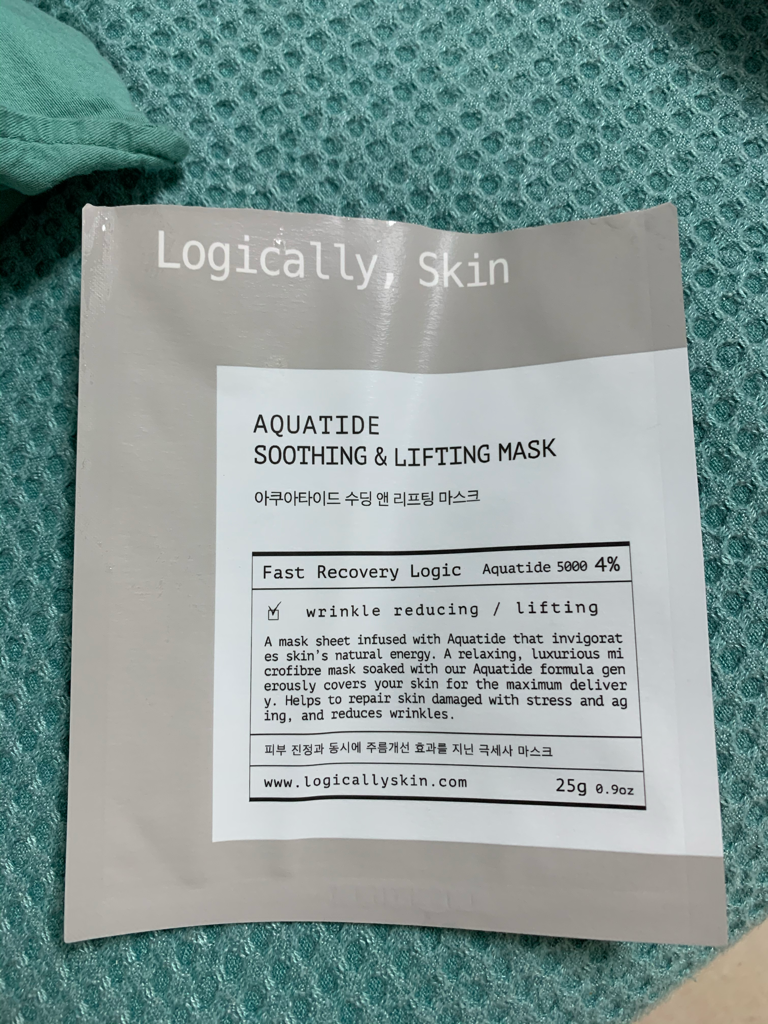 Logically, Skin
AQUATIDE
SOOTHING & LIFTING MASK
아쿠아타이드 수딩 앤 리프팅 마스크
Fast Recovery Logic Aquatide 5000 4%
wrinkle reducing / lifting
A mask sheet infused with Aquatide that invigorat
es skin's natural energy. A relaxing, luxurious mi
crofibre mask soaked with our Aquatide formula gen
erously covers your skin for the maximum deliver
y. Helps to repair skin damaged with stress and ag
ing, and reduces wrinkles.
피부 진정과 동시에 주름개선 효과를 지닌 극세사 마스크
www.logicallyskin.com 25g 0.9oz